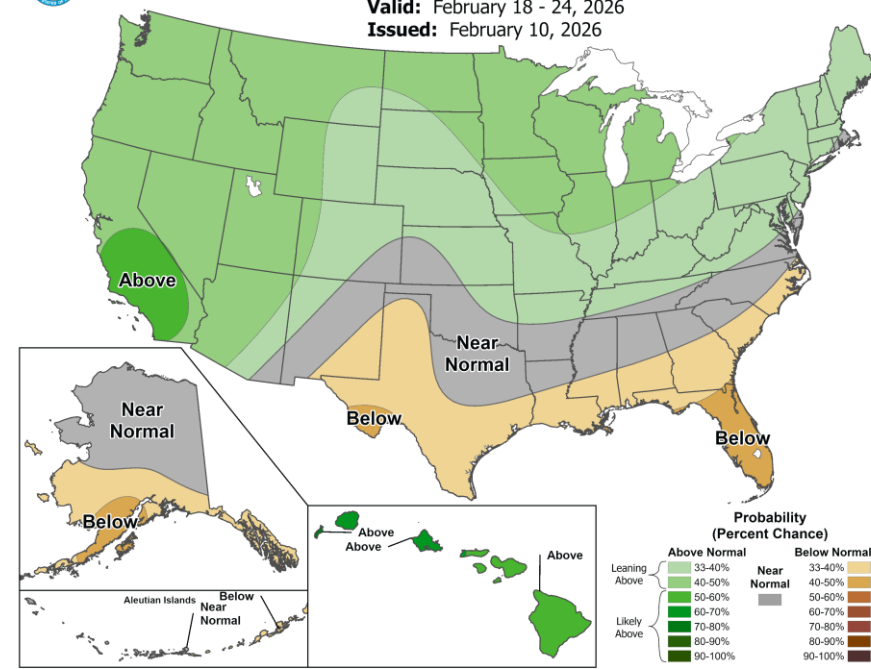 Valid: February 18 - 24, 2026
Issued: February 10, 2026
Above
Near
Normal
Below
Below
Near
Normal
Below
Aleutian Islands
Below
Near
Normal
Above
Above
Above
Probability
(Percent Chance)
Above Normal
Below Normal
Leaning
Above
Likely
Above
33-40%
40-50%
50-60%
60-70%
70-80%
80-90%
90-100%
Near
Normal
33-40%
40-50%
50-60%
60-70%
70-80%
80-90%
90-100%